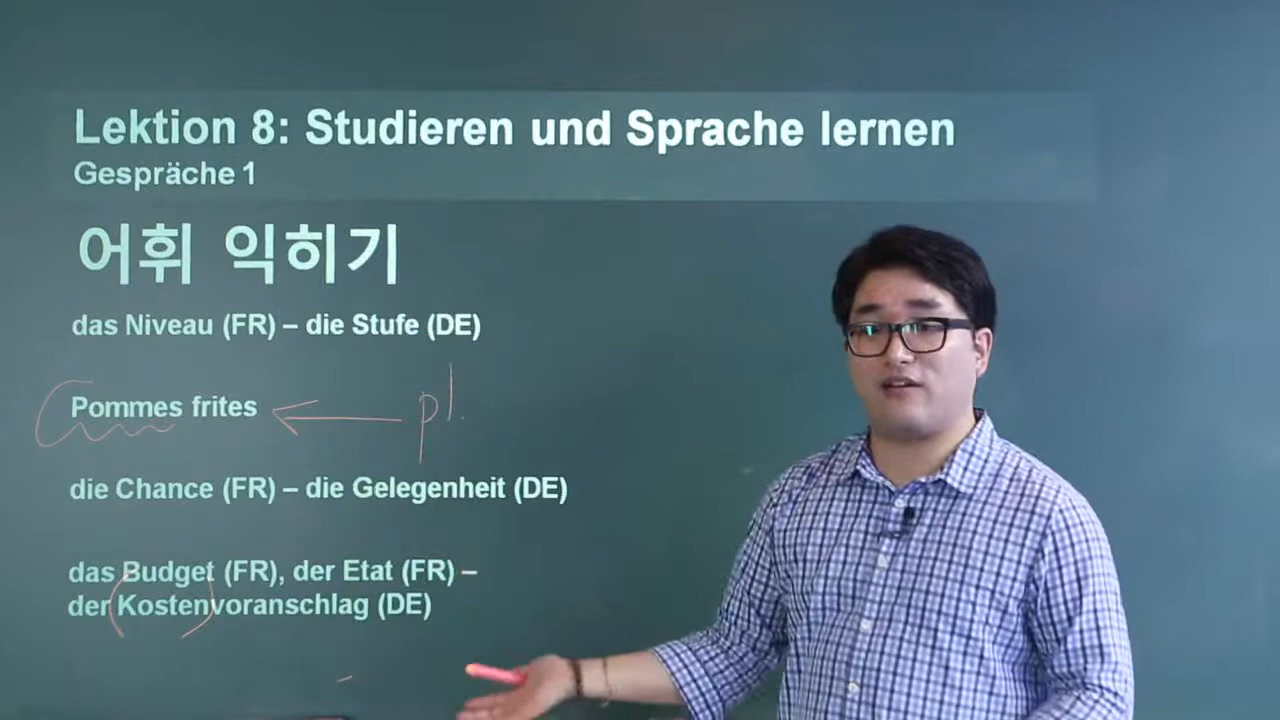 Lektion 8: Studieren und Sprache lernen
Gespräche 1
어휘 익히기
das Niveau (FR) – die Stufe (DE)
Pommes frites pl.
die Chance (FR) – die Gelegenheit (DE)
das Budget (FR), der Etat (FR) –
der Kostenvoranschlag (DE)